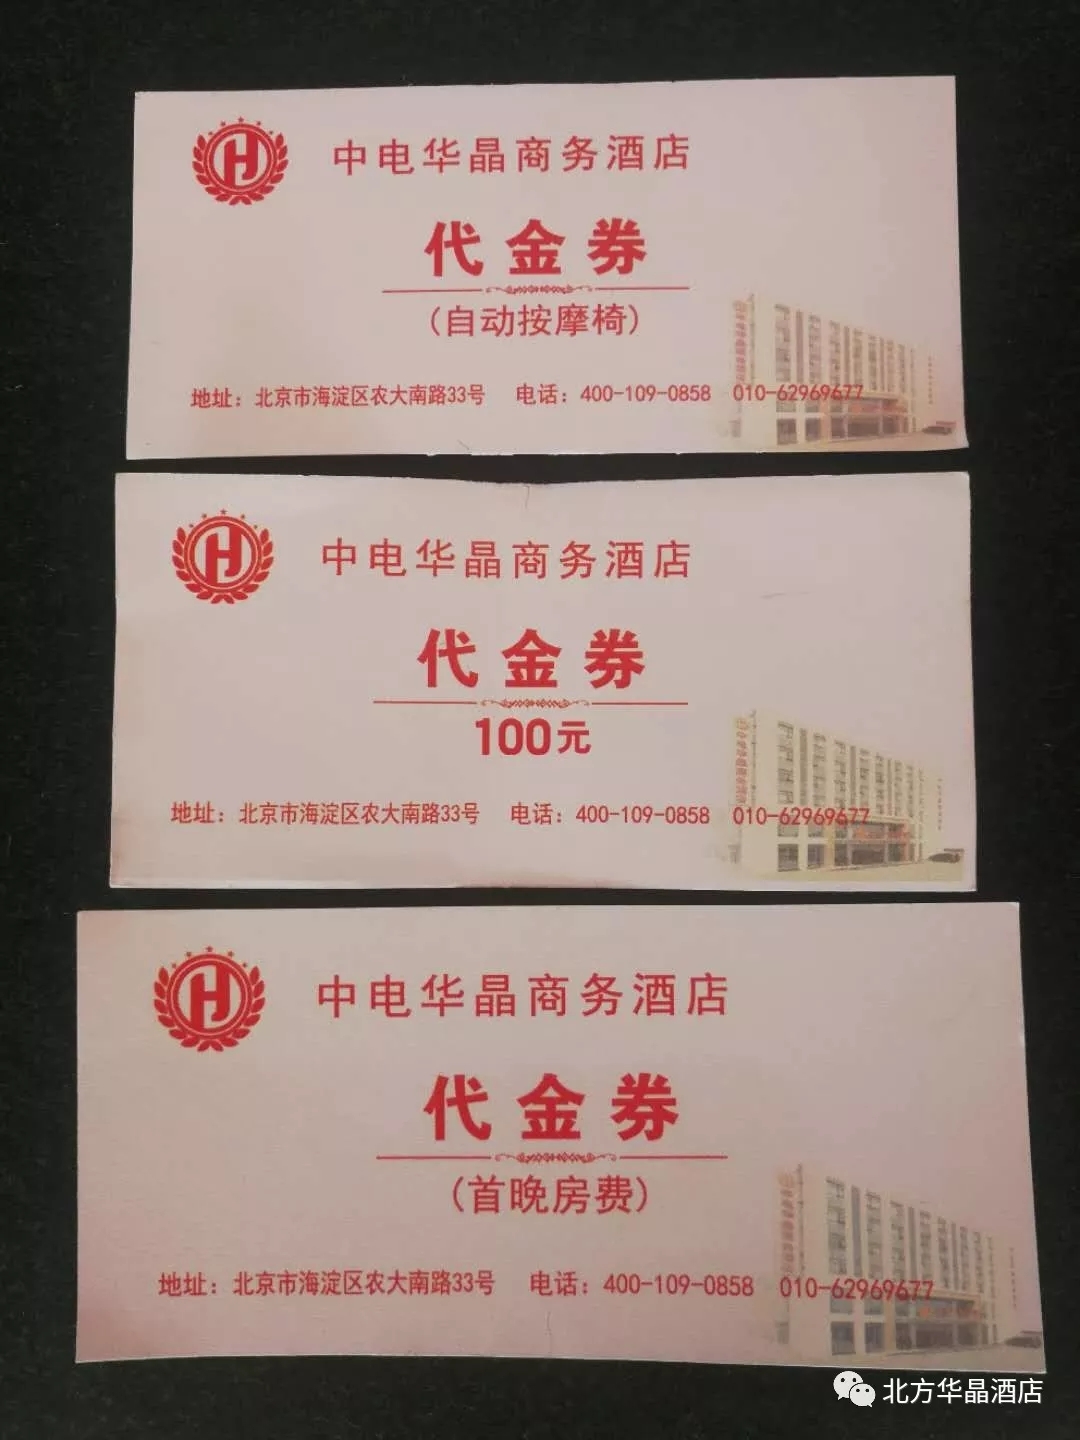 中电华晶商务酒店
代金券
(自动按摩椅)
地址：北京市海淀区农大南路33号 电话：400-109-0858 010-62969677
中电华晶商务酒店
代金券
100元
地址：北京市海淀区农大南路33号 电话：400-109-0858 010-62969677
中电华晶商务酒店
代金券
(首晚房费)
地址：北京市海淀区农大南路33号 电话：400-109-0858 010-62969677
北方华晶酒店